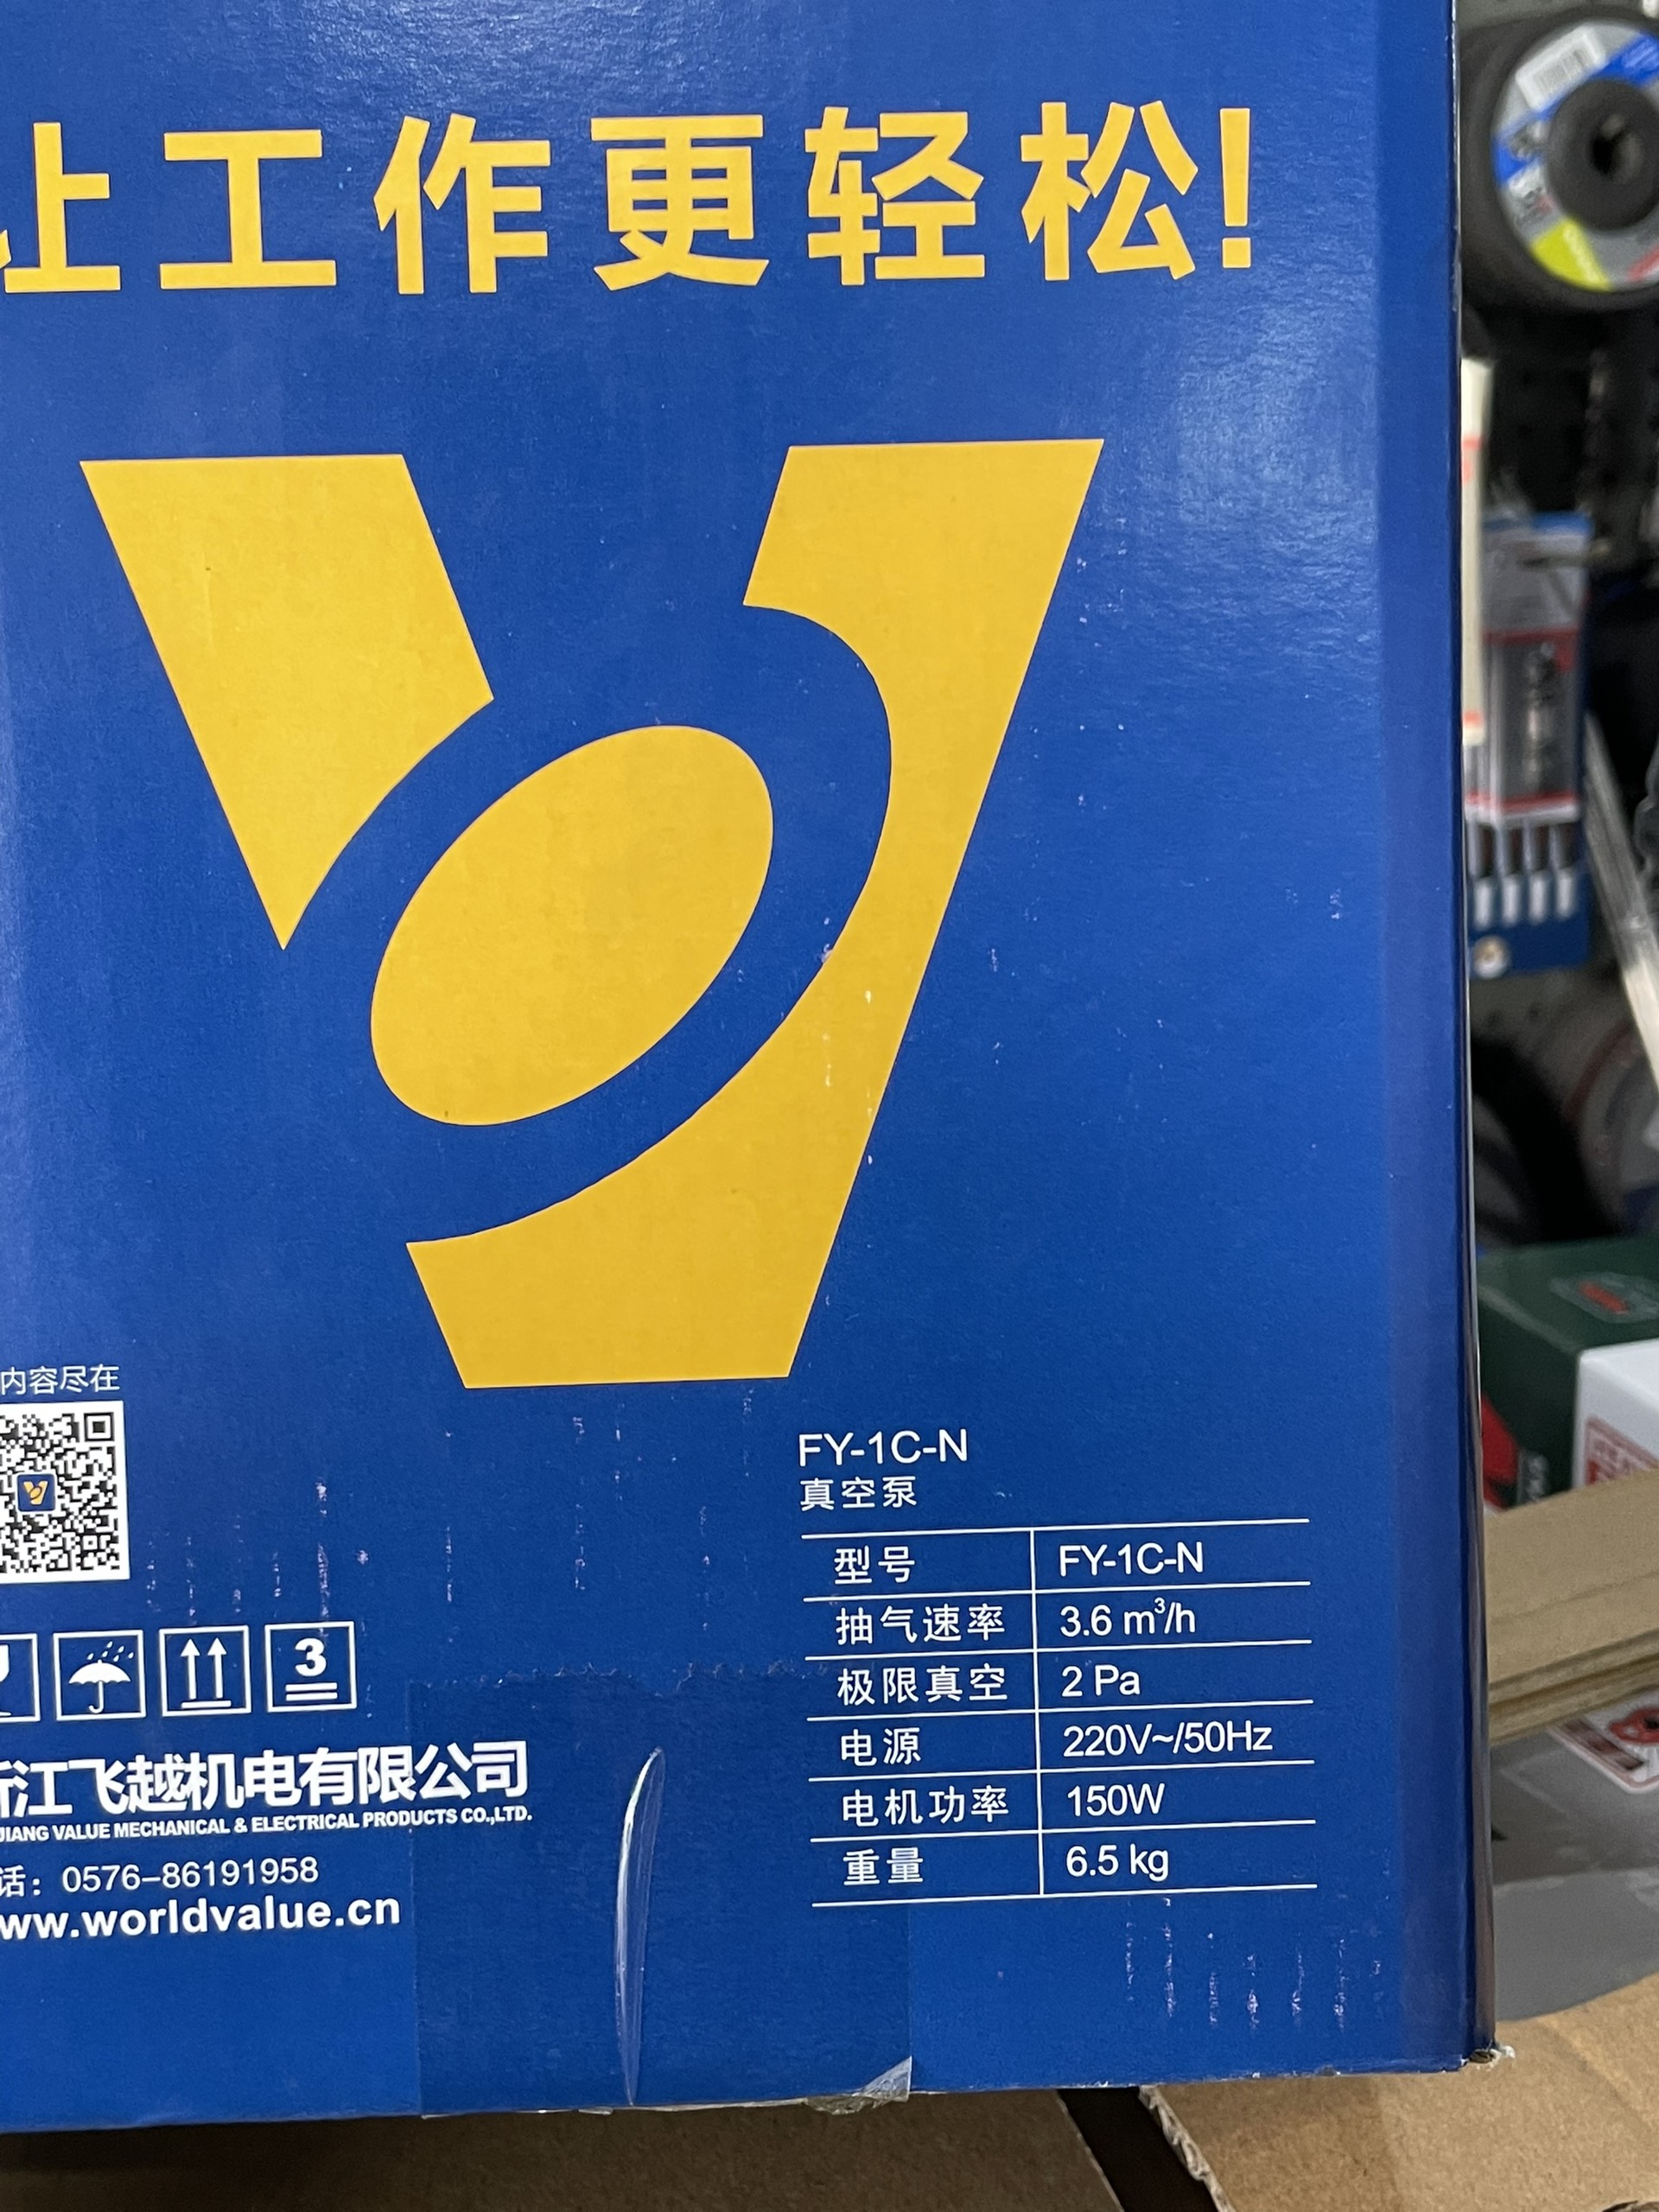 让工作更轻松!
内容尽在
FY-1C-N
真空泵
型号 FY-1C-N
抽气速率 3.6 m³/h
极限真空 2 Pa
电源 220V~/50Hz
电机功率 150W
重量 6.5 kg
3
浙江飞越机电有限公司
JIANG VALUE MECHANICAL & ELECTRICAL PRODUCTS CO.,LTD.
话：0576-86191958
ww.worldvalue.cn